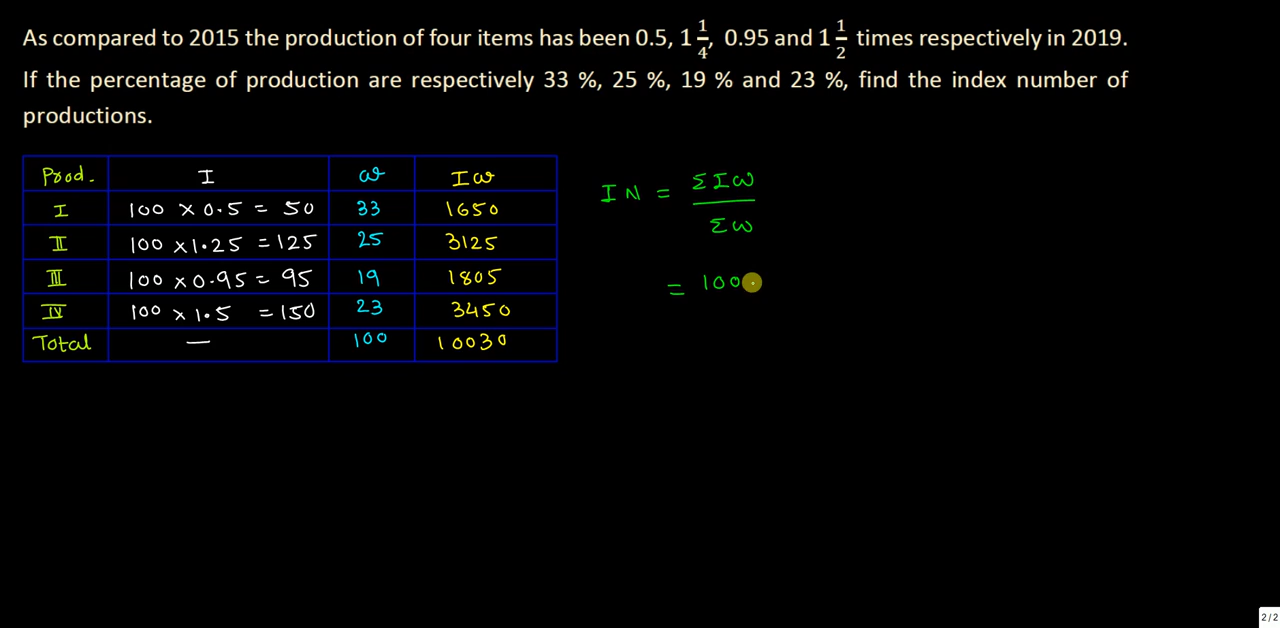 As compared to 2015 the production of four items has been 0.5, 1 1/4, 0.95 and 1 1/2 times respectively in 2019.
If the percentage of production are respectively 33 %, 25 %, 19 % and 23 %, find the index number of
productions.
Prod. I ω Iω
I 100 × 0.5 = 50 33 1650
II 100 × 1.25 = 125 25 3125
III 100 × 0.95 = 95 19 1805
IV 100 × 1.5 = 150 23 3450
Total — 100 10030
IN = ΣIω / Σω
= 100
2/2